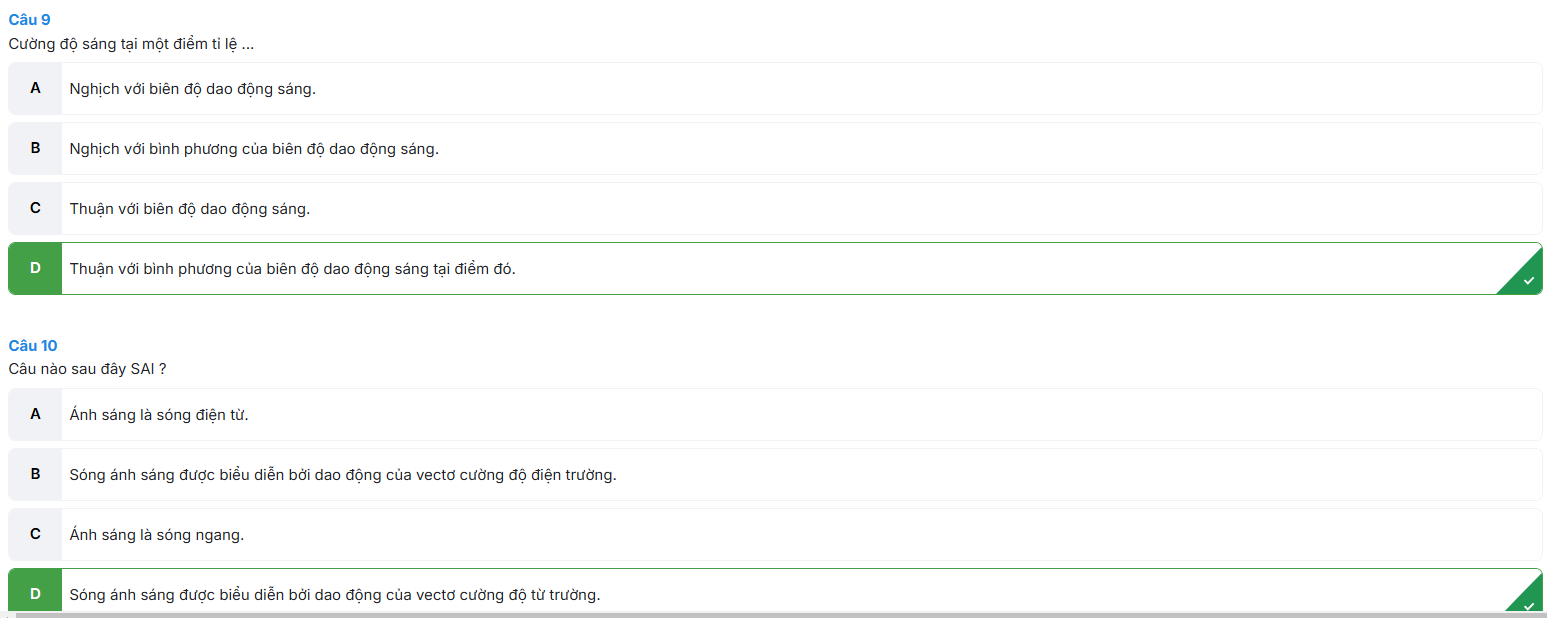 Câu 9
Cường độ sáng tại một điểm tỉ lệ ...
A Nghịch với biên độ dao động sáng.
B Nghịch với bình phương của biên độ dao động sáng.
C Thuận với biên độ dao động sáng.
D Thuận với bình phương của biên độ dao động sáng tại điểm đó.
Câu 10
Câu nào sau đây SAI ?
A Ánh sáng là sóng điện từ.
B Sóng ánh sáng được biểu diễn bởi dao động của vectơ cường độ điện trường.
C Ánh sáng là sóng ngang.
D Sóng ánh sáng được biểu diễn bởi dao động của vectơ cường độ từ trường.